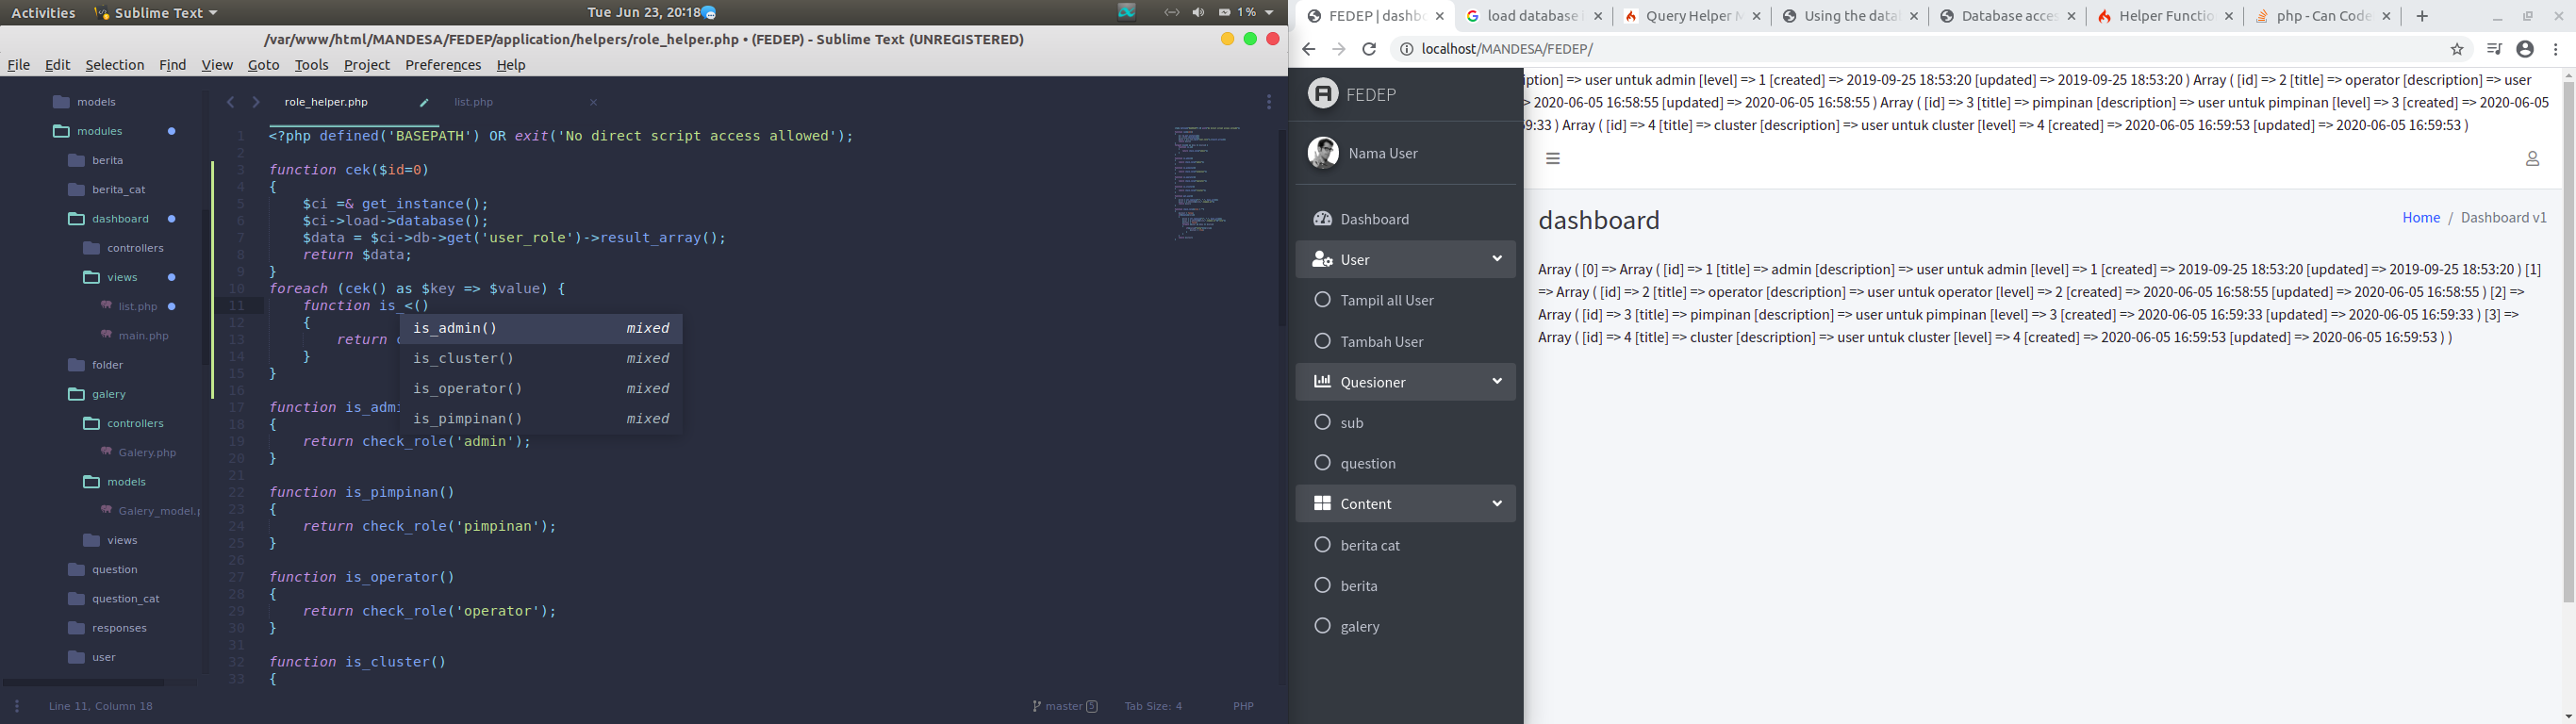 Activities
Sublime Text
Tue Jun 23, 20:18
1%
/var/www/html/MANDESA/FEDEP/application/helpers/role_helper.php • (FEDEP) - Sublime Text (UNREGISTERED)
File Edit Selection Find View Goto Tools Project Preferences Help
models
modules
berita
berita_cat
dashboard
controllers
views
list.php
main.php
folder
galery
controllers
Galery.php
models
Galery_model.p
views
question
question_cat
responses
user
role_helper.php
list.php
1 <?php defined('BASEPATH') OR exit('No direct script access allowed');
2
3 function cek($id=0)
4 {
5 $ci =& get_instance();
6 $ci->load->database();
7 $data = $ci->db->get('user_role')->result_array();
8 return $data;
9 }
10 foreach (cek() as $key => $value) {
11 function is_<()
12 {
13 return
14 }
15 }
16
17 function is_admi
18 {
19 return check_role('admin');
20 }
21
22 function is_pimpinan()
23 {
24 return check_role('pimpinan');
25 }
26
27 function is_operator()
28 {
29 return check_role('operator');
30 }
31
32 function is_cluster()
33 {
is_admin() mixed
is_cluster() mixed
is_operator() mixed
is_pimpinan() mixed
Line 11, Column 18
master 5
Tab Size: 4
PHP
FEDEP | dashbo
load database
Query Helper M
Using the data
Database acces
Helper Functio
php - Can Code
localhost/MANDESA/FEDEP/
FEDEP
Nama User
Dashboard
User
Tampil all User
Tambah User
Quesioner
sub
question
Content
berita cat
berita
galery
iption] => user untuk admin [level] => 1 [created] => 2019-09-25 18:53:20 [updated] => 2019-09-25 18:53:20 ) Array ( [id] => 2 [title] => operator [description] => user
> 2020-06-05 16:58:55 [updated] => 2020-06-05 16:58:55 ) Array ( [id] => 3 [title] => pimpinan [description] => user untuk pimpinan [level] => 3 [created] => 2020-06-05
9:33 ) Array ( [id] => 4 [title] => cluster [description] => user untuk cluster [level] => 4 [created] => 2020-06-05 16:59:53 [updated] => 2020-06-05 16:59:53 )
dashboard
Home / Dashboard v1
Array ( [0] => Array ( [id] => 1 [title] => admin [description] => user untuk admin [level] => 1 [created] => 2019-09-25 18:53:20 [updated] => 2019-09-25 18:53:20 ) [1]
=> Array ( [id] => 2 [title] => operator [description] => user untuk operator [level] => 2 [created] => 2020-06-05 16:58:55 [updated] => 2020-06-05 16:58:55 ) [2] =>
Array ( [id] => 3 [title] => pimpinan [description] => user untuk pimpinan [level] => 3 [created] => 2020-06-05 16:59:33 [updated] => 2020-06-05 16:59:33 ) [3] =>
Array ( [id] => 4 [title] => cluster [description] => user untuk cluster [level] => 4 [created] => 2020-06-05 16:59:53 [updated] => 2020-06-05 16:59:53 ) )